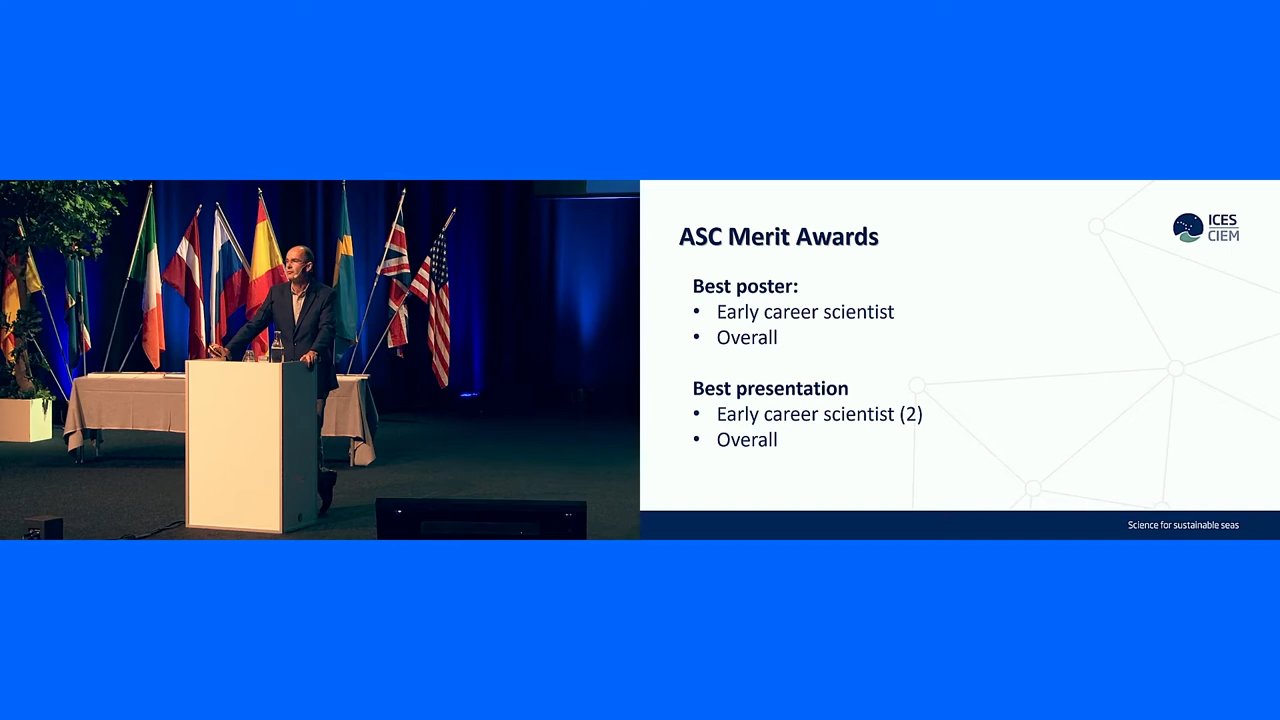 ASC Merit Awards
ICES
CIEM
Best poster:
• Early career scientist
• Overall
Best presentation
• Early career scientist (2)
• Overall
Science for sustainable seas